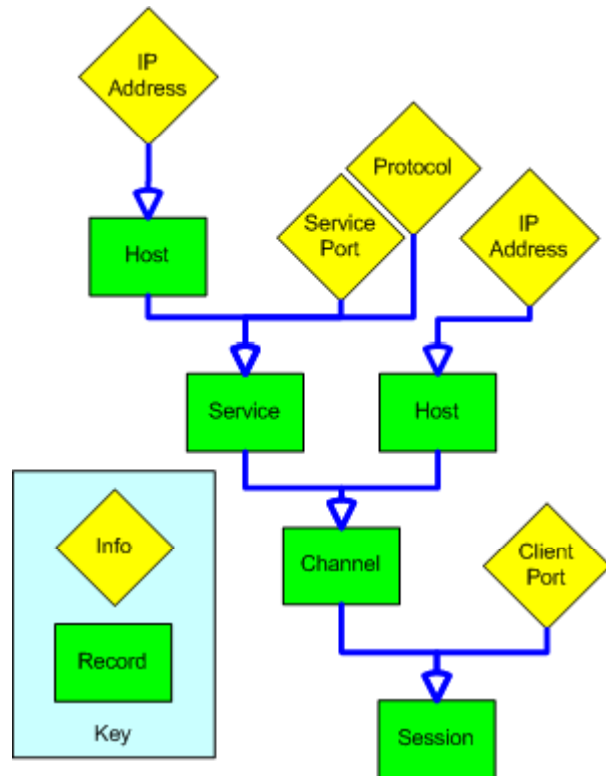 IP
Address
Protocol
Service
Port
IP
Address
Host
Service
Host
Info
Channel
Client
Port
Record
Key
Session